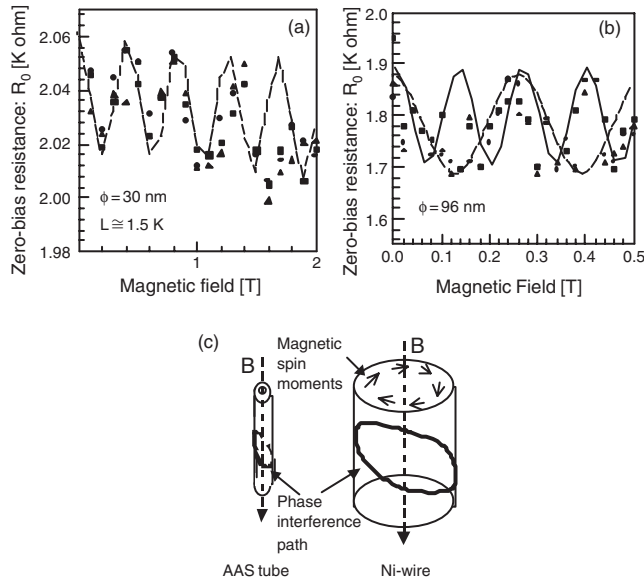 (a)
Zero-bias resistance: R0 [K ohm]
2.06
2.04
2.02
2.00
1.98
ϕ = 30 nm
L ≅ 1.5 K
1
2
Magnetic field [T]
(b)
Zero-bias resistance: R0 [K ohm]
2.0
1.9
1.8
1.7
1.6
ϕ = 96 nm
0.0
0.1
0.2
0.3
0.4
0.5
Magnetic Field [T]
(c)
B
Magnetic
spin
moments
B
Phase
interference
path
AAS tube
Ni-wire